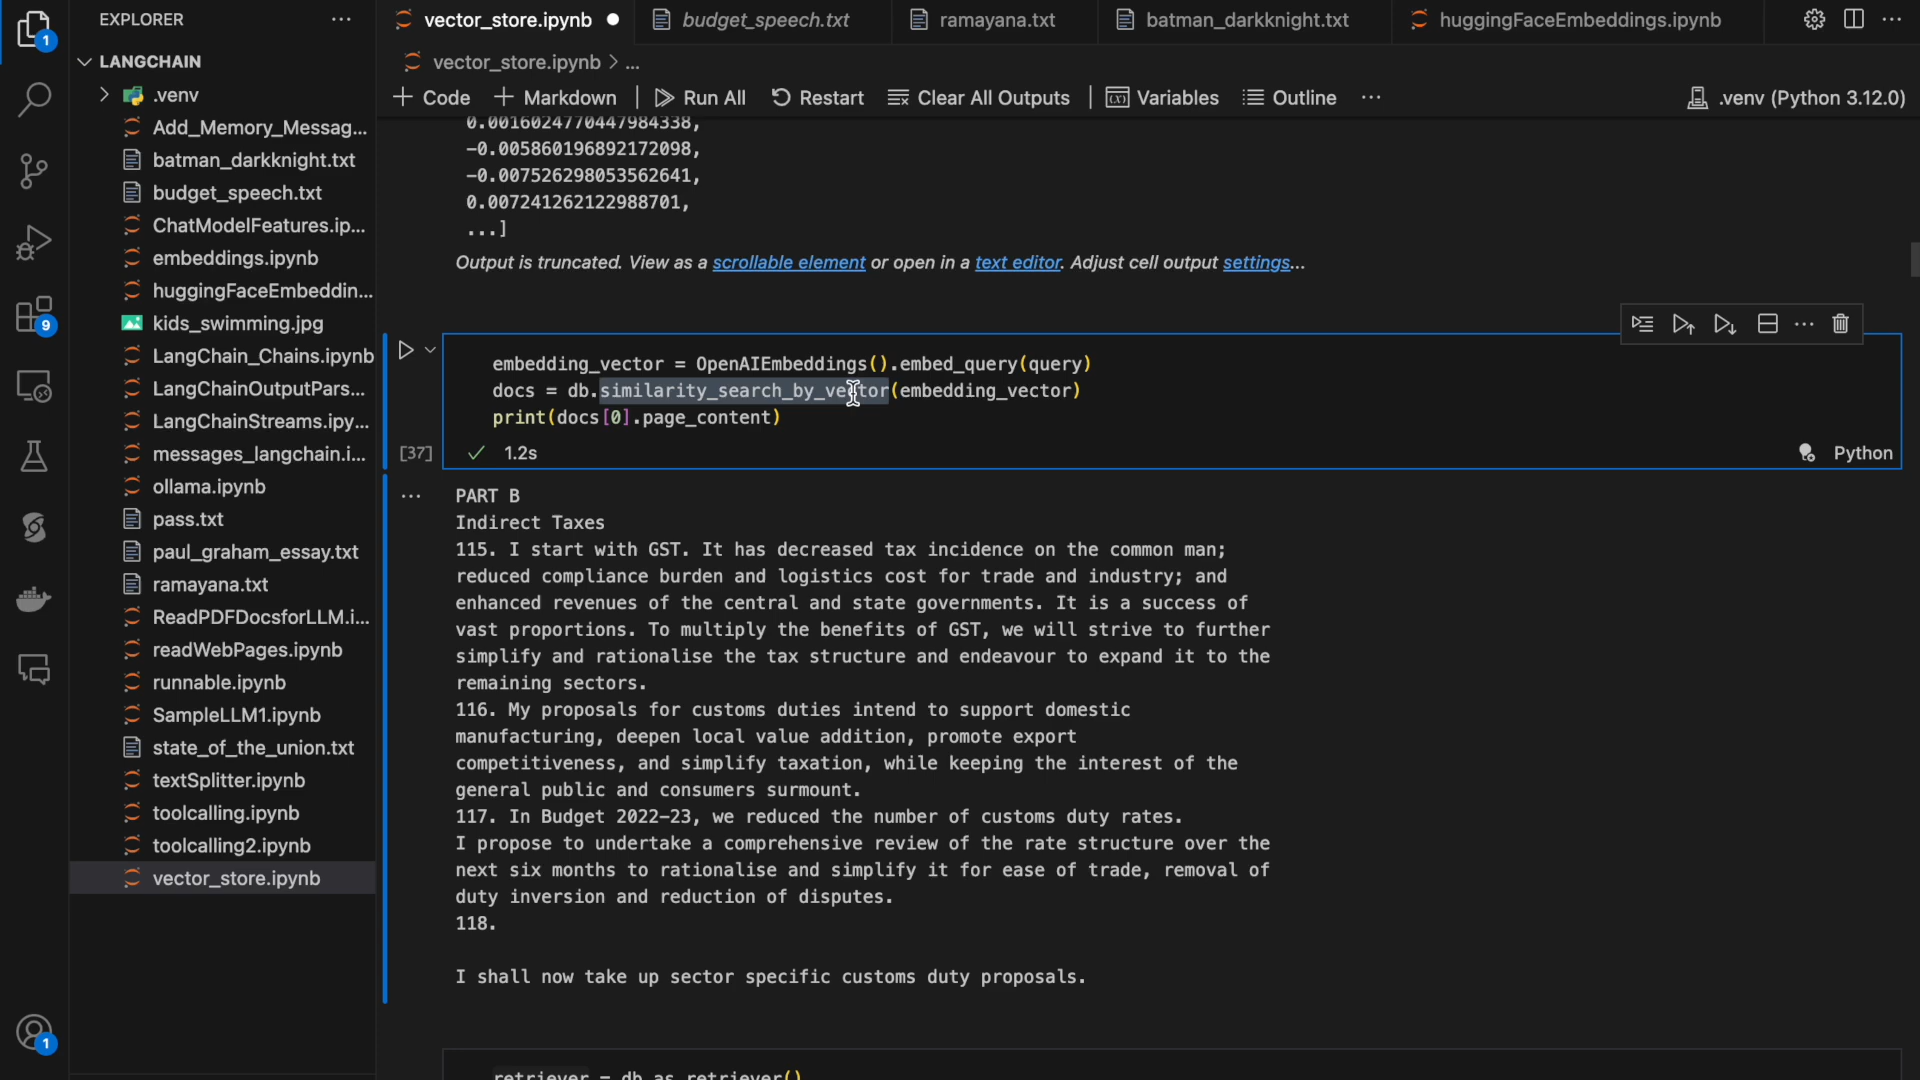 EXPLORER
LANGCHAIN
.venv
Add_Memory_Messag...
batman_darkknight.txt
budget_speech.txt
ChatModelFeatures.ip...
embeddings.ipynb
huggingFaceEmbeddin...
kids_swimming.jpg
LangChain_Chains.ipynb
LangChainOutputPars...
LangChainStreams.ipy...
messages_langchain.i...
ollama.ipynb
pass.txt
paul_graham_essay.txt
ramayana.txt
ReadPDFDocsforLLM.i...
readWebPages.ipynb
runnable.ipynb
SampleLLM1.ipynb
state_of_the_union.txt
textSplitter.ipynb
toolcalling.ipynb
toolcalling2.ipynb
vector_store.ipynb
1
9
1
vector_store.ipynb budget_speech.txt ramayana.txt batman_darkknight.txt huggingFaceEmbeddings.ipynb
vector_store.ipynb > ...
+ Code + Markdown Run All Restart Clear All Outputs Variables Outline ... .venv (Python 3.12.0)
0.0016024770447984338,
-0.005860196892172098,
-0.007526298053562641,
0.007241262122988701,
...]
Output is truncated. View as a scrollable element or open in a text editor. Adjust cell output settings...
embedding_vector = OpenAIEmbeddings().embed_query(query)
docs = db.similarity_search_by_vector(embedding_vector)
print(docs[0].page_content)
[37] 1.2s Python
PART B
Indirect Taxes
115. I start with GST. It has decreased tax incidence on the common man;
reduced compliance burden and logistics cost for trade and industry; and
enhanced revenues of the central and state governments. It is a success of
vast proportions. To multiply the benefits of GST, we will strive to further
simplify and rationalise the tax structure and endeavour to expand it to the
remaining sectors.
116. My proposals for customs duties intend to support domestic
manufacturing, deepen local value addition, promote export
competitiveness, and simplify taxation, while keeping the interest of the
general public and consumers surmount.
117. In Budget 2022-23, we reduced the number of customs duty rates.
I propose to undertake a comprehensive review of the rate structure over the
next six months to rationalise and simplify it for ease of trade, removal of
duty inversion and reduction of disputes.
118.
I shall now take up sector specific customs duty proposals.
retriever = db.as_retriever()